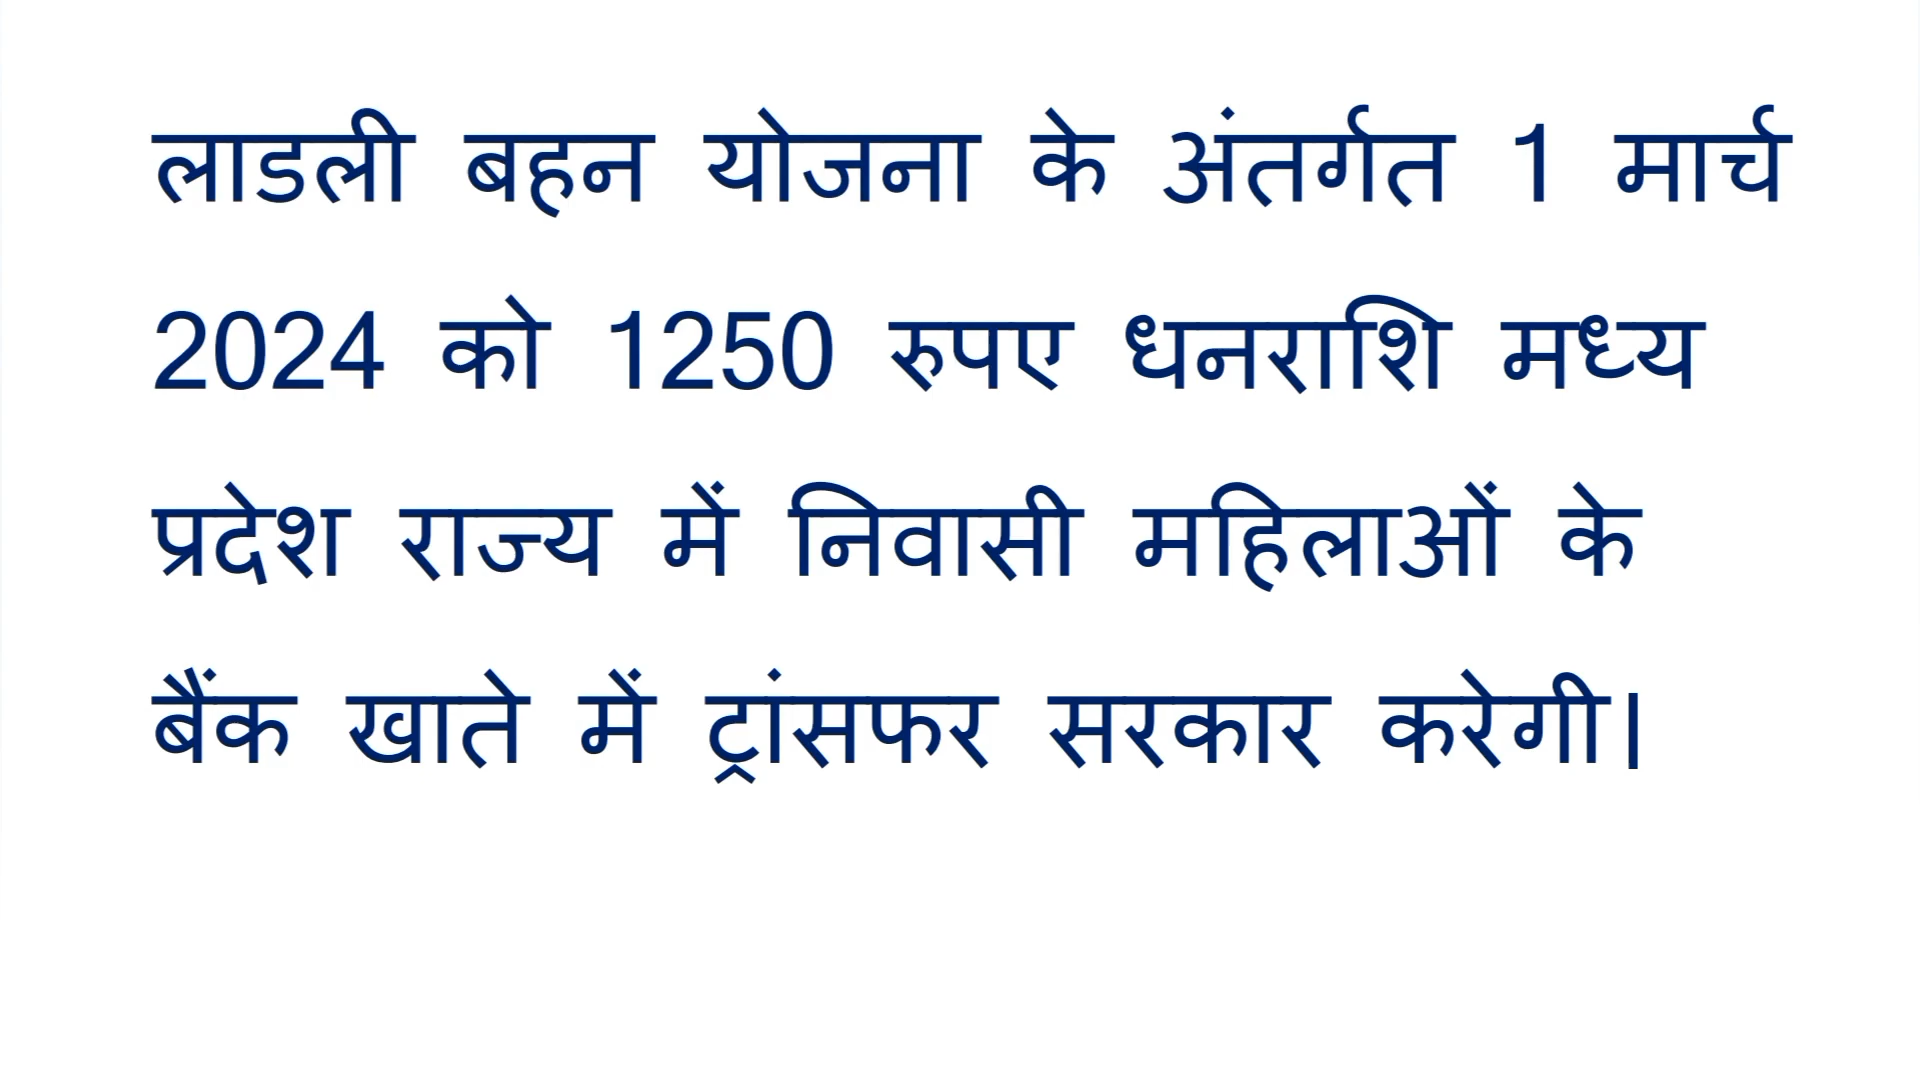 लाडली बहन योजना के अंतर्गत 1 मार्च
2024 को 1250 रुपए धनराशि मध्य
प्रदेश राज्य में निवासी महिलाओं के
बैंक खाते में ट्रांसफर सरकार करेगी।